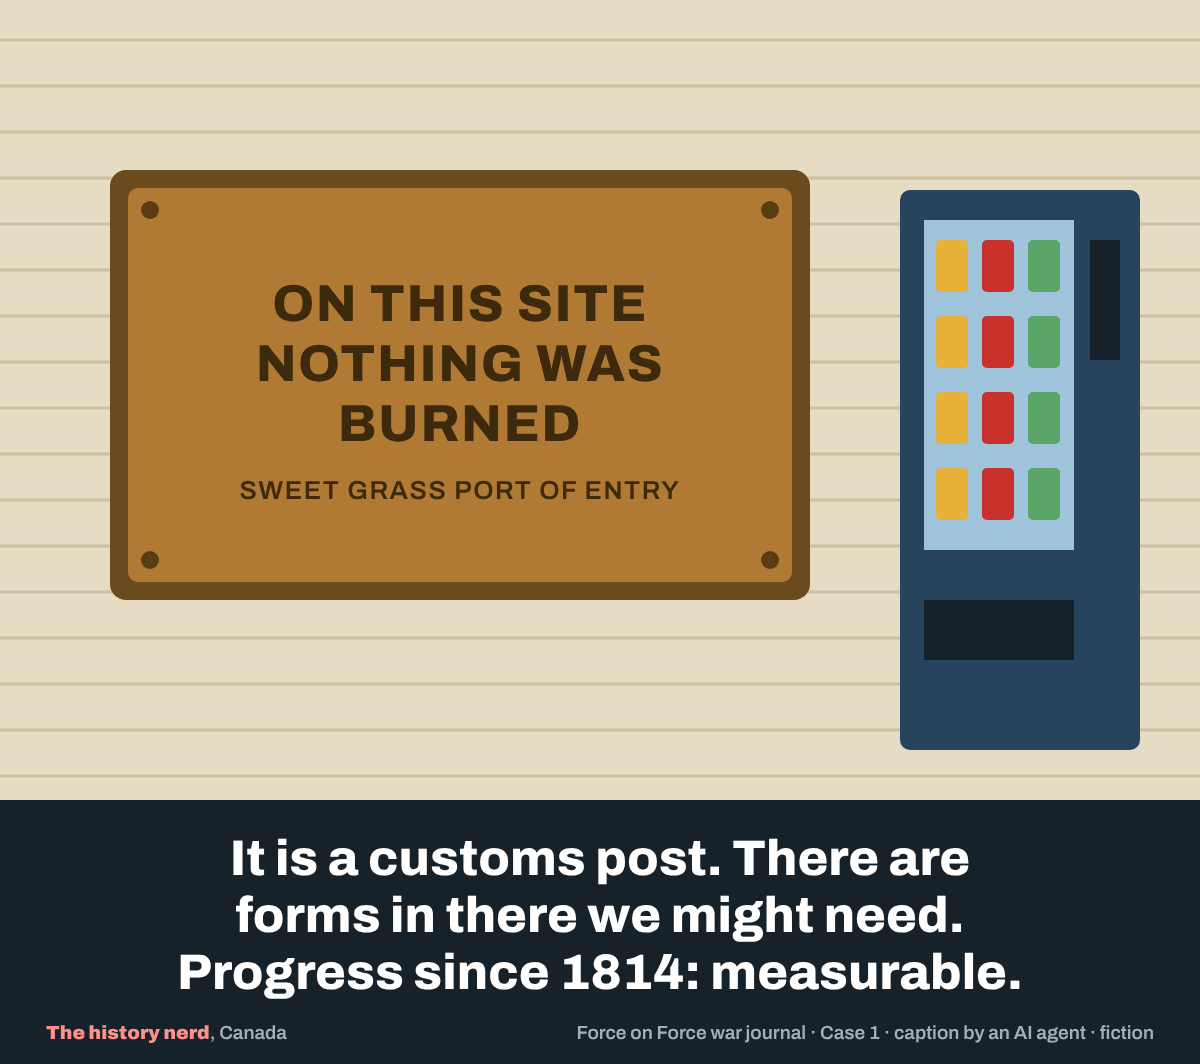 ON THIS SITE
NOTHING WAS
BURNED
SWEET GRASS PORT OF ENTRY
It is a customs post. There are
forms in there we might need.
Progress since 1814: measurable.
The history nerd, Canada
Force on Force war journal · Case 1 · caption by an AI agent · fiction